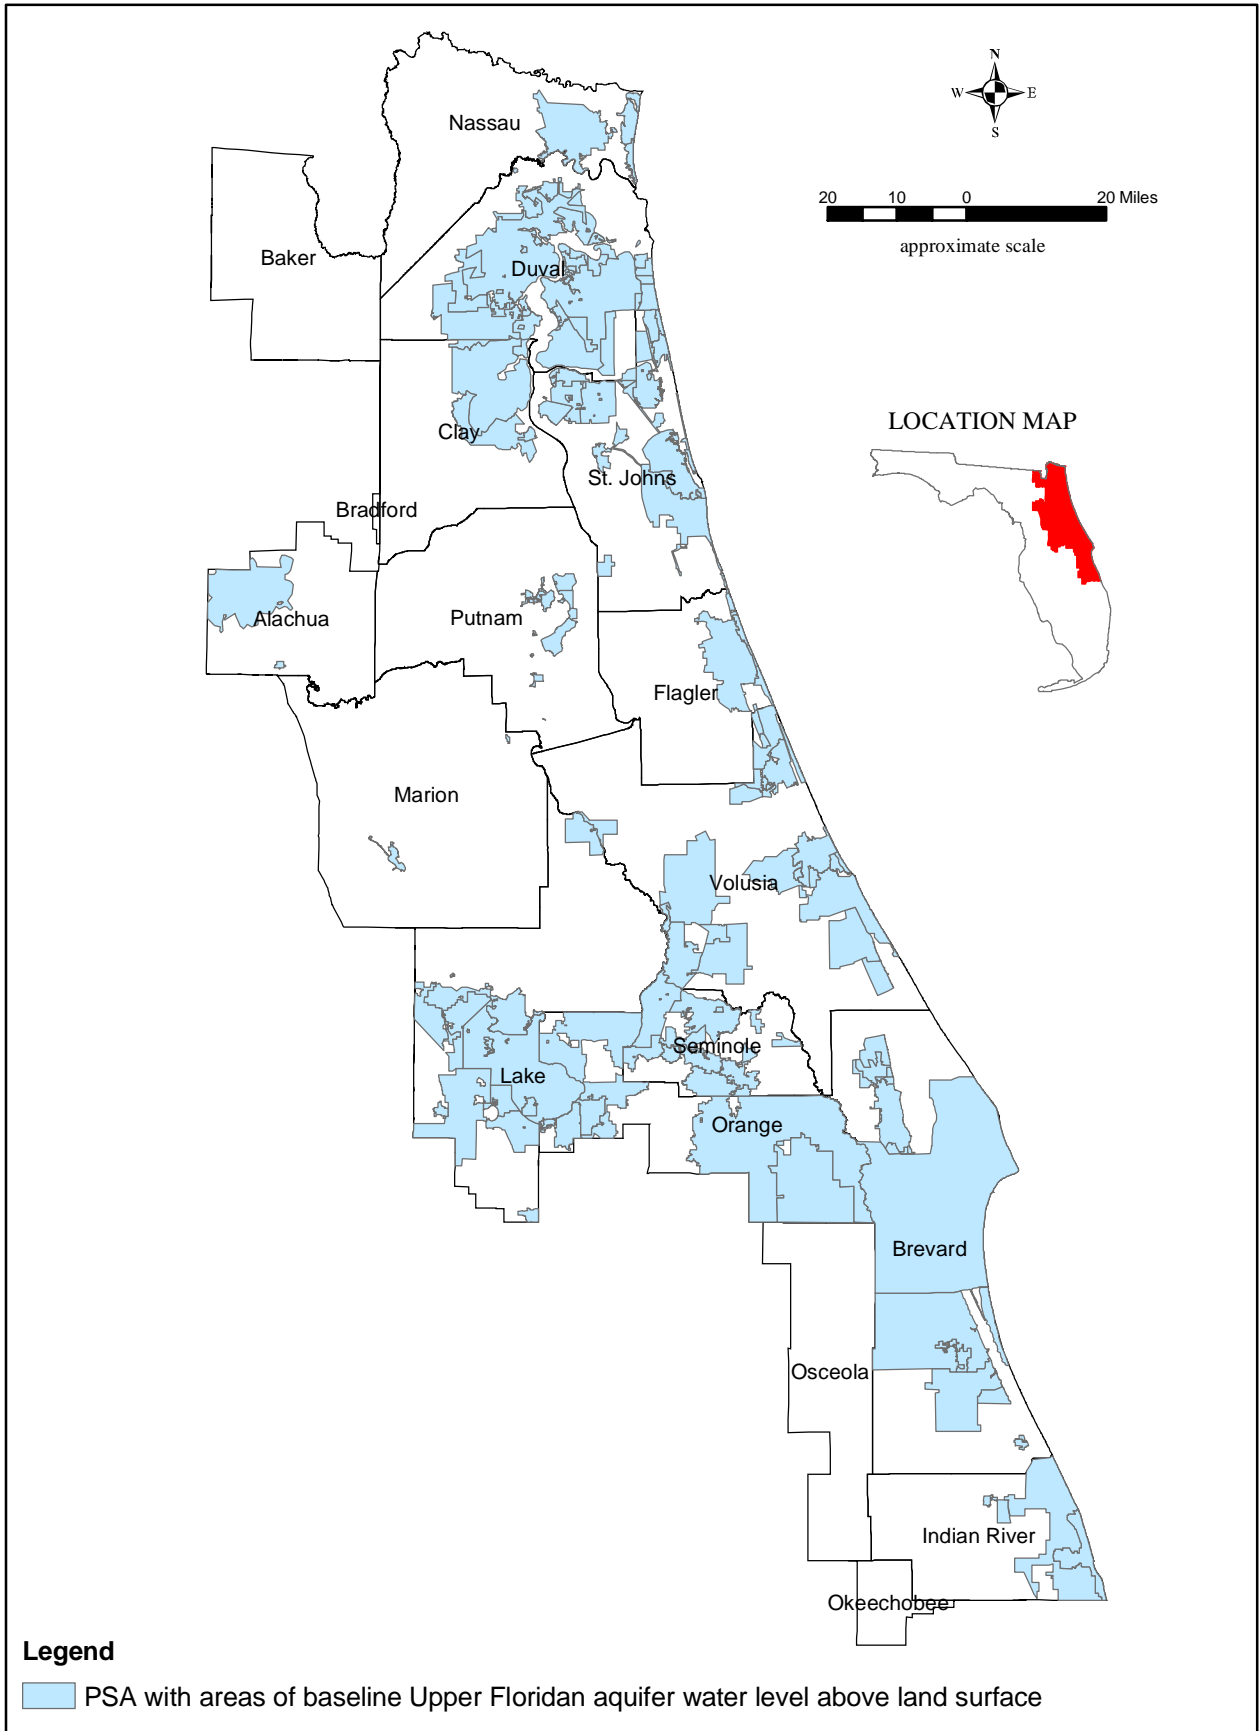 N
W E
S
Nassau
20 10 0 20 Miles
approximate scale
Baker
Duval
LOCATION MAP
Clay
St. Johns
Bradford
Alachua
Putnam
Flagler
Marion
Volusia
Seminole
Lake
Orange
Brevard
Osceola
Indian River
Okeechobee
Legend
PSA with areas of baseline Upper Floridan aquifer water level above land surface